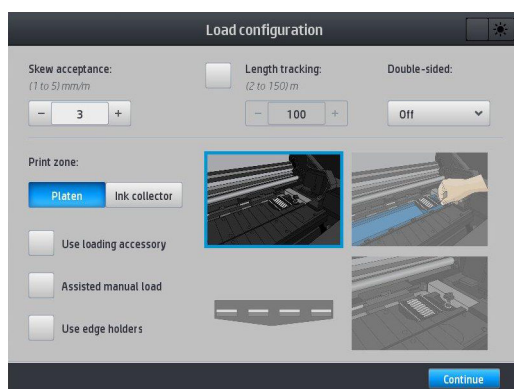 Load configuration
Skew acceptance:
(1 to 5) mm/m
− 3 +
Length tracking:
(2 to 150) m
− 100 +
Double-sided:
Off
Print zone:
Platen
Ink collector
Use loading accessory
Assisted manual load
Use edge holders
Continue